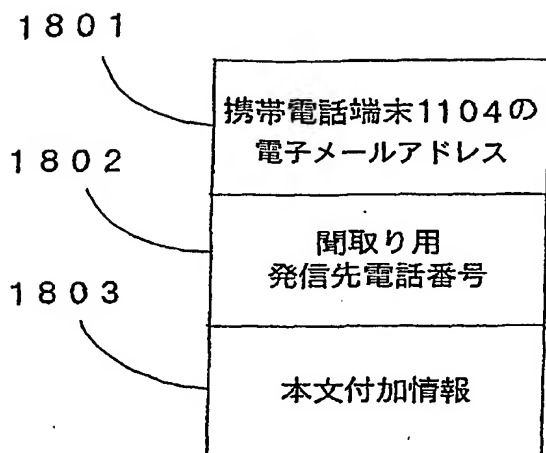 1801
携帯電話端末1104の
電子メールアドレス
1802
聞取り用
発信先電話番号
1803
本文付加情報